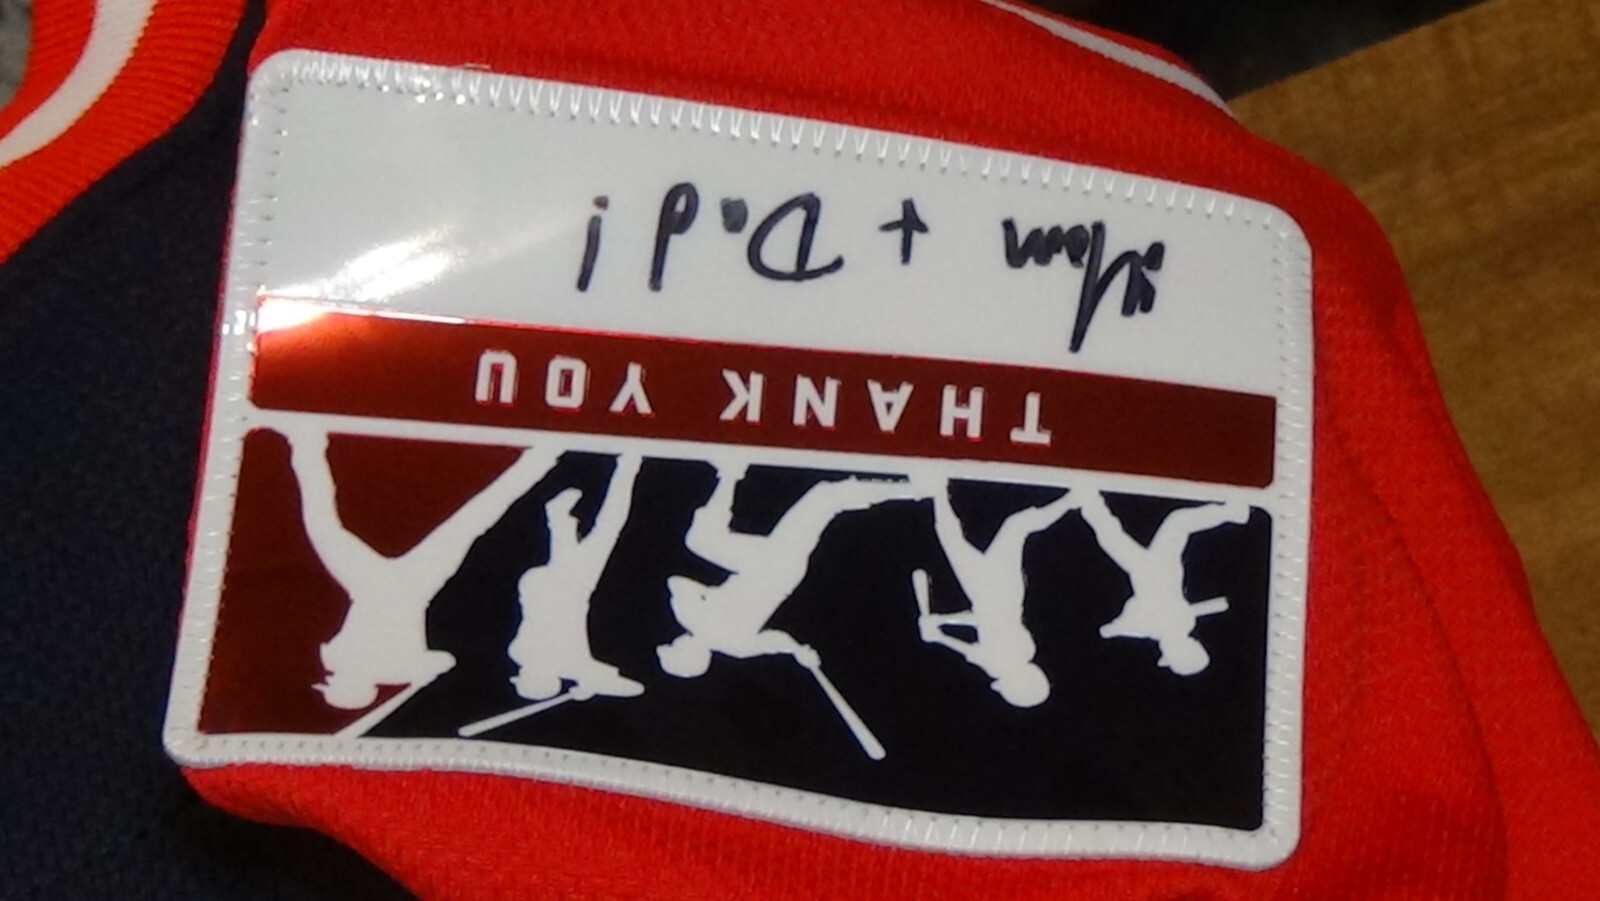 THANK YOU
Mom + Dad!